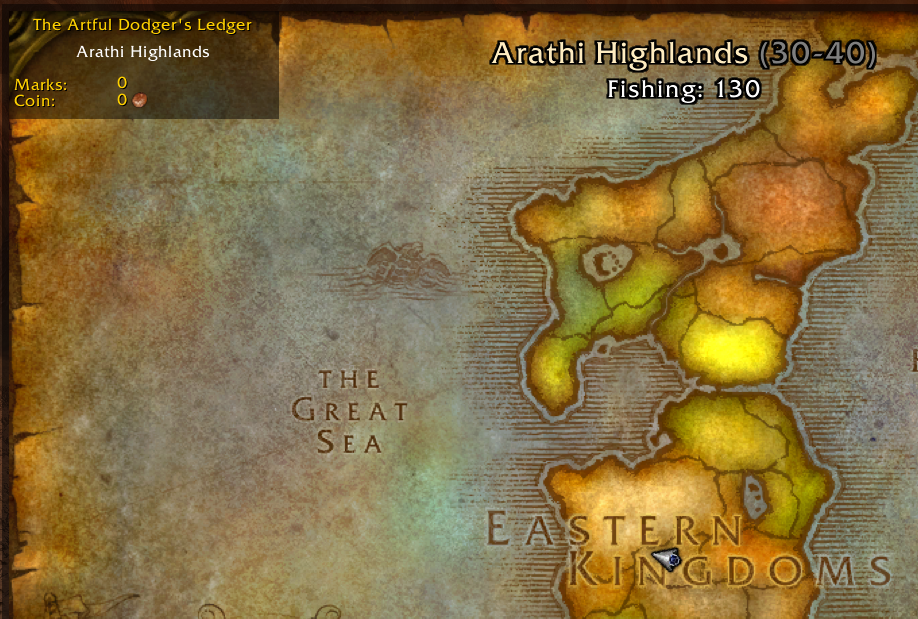 The Artful Dodger's Ledger
Arathi Highlands
Marks: 0
Coin: 0
Arathi Highlands (30-40)
Fishing: 130
THE
GREAT
SEA
EASTERN
KINGDOMS